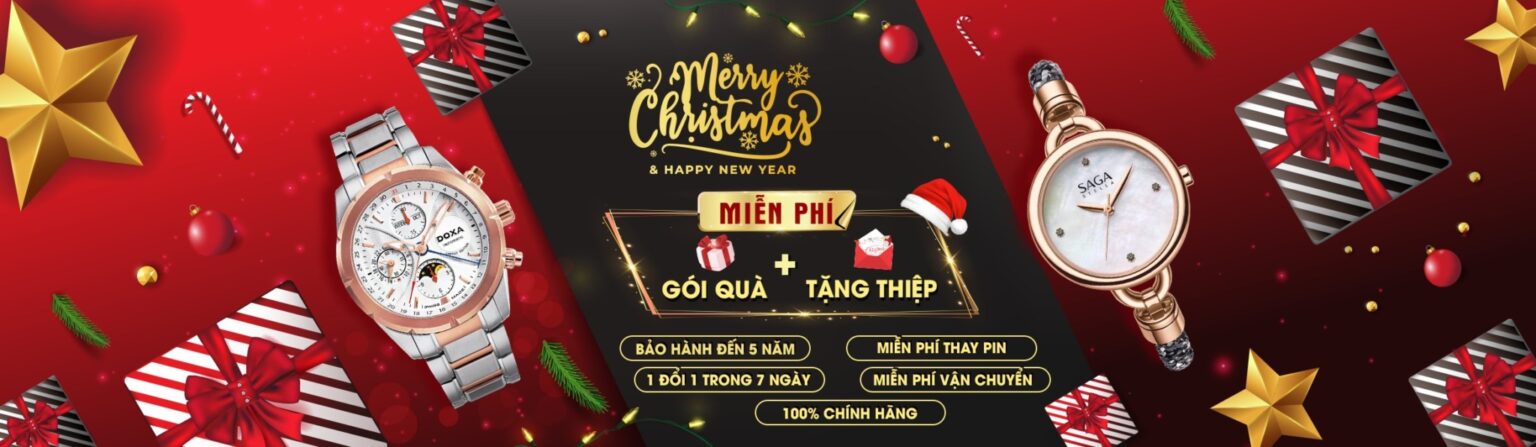 Merry
Christmas
& HAPPY NEW YEAR
MIỄN PHÍ
GÓI QUÀ + TẶNG THIỆP
BẢO HÀNH ĐẾN 5 NĂM
MIỄN PHÍ THAY PIN
1 ĐỔI 1 TRONG 7 NGÀY
MIỄN PHÍ VẬN CHUYỂN
100% CHÍNH HÃNG
DOXA
SAGA
STELLA